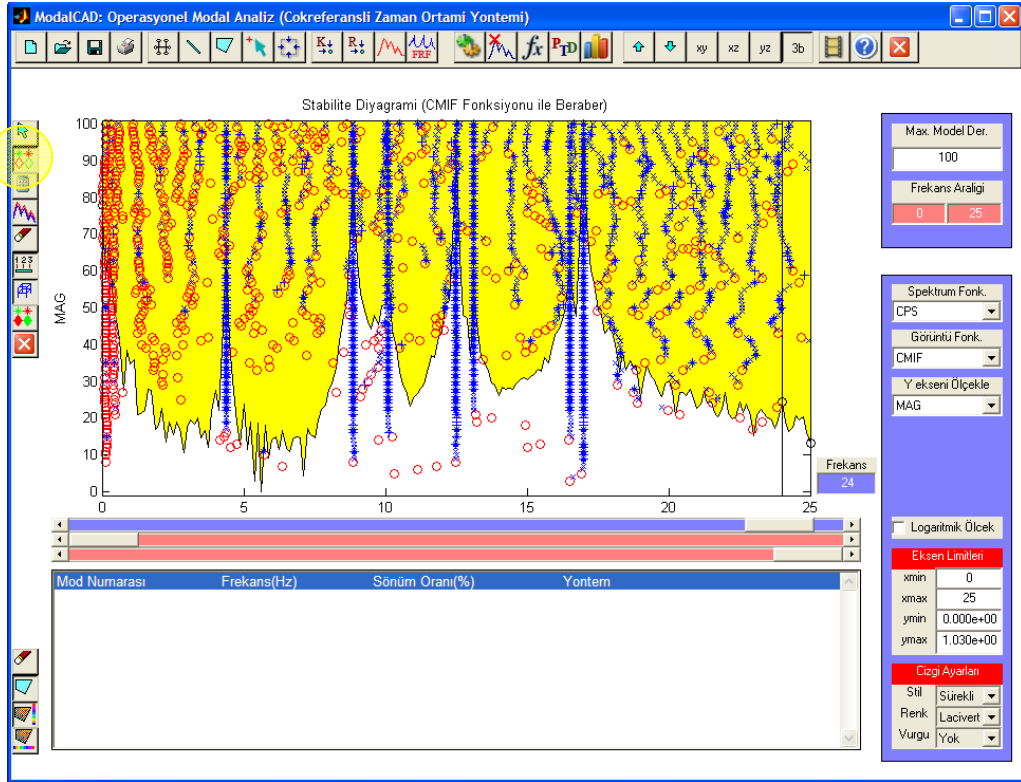 ModalCAD: Operasyonel Modal Analiz (Cokreferansli Zaman Ortami Yontemi)
K
R
FRF
fx
PTD
xy
xz
yz
3b
?
Stabilite Diyagrami (CMIF Fonksiyonu ile Beraber)
123
MAG
100
90
80
70
60
50
40
30
20
10
0
0
5
10
15
20
25
Frekans
24
Max. Model Der.
100
Frekans Araligi
0
25
Spektrum Fonk.
CPS
Görüntü Fonk.
CMIF
Y ekseni Ölçekle
MAG
Logaritmik Ölcek
Eksen Limitleri
xmin 0
xmax 25
ymin 0.000e+00
ymax 1.030e+00
Cizgi Ayarları
Stil Sürekli
Renk Lacivert
Vurgu Yok
Mod Numarası Frekans(Hz) Sönüm Oranı(%) Yontem